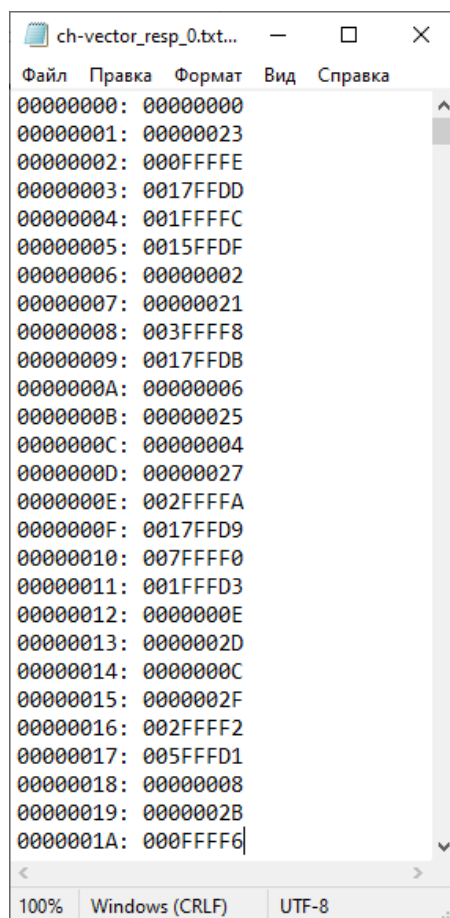 ch-vector_resp_0.txt...
Файл Правка Формат Вид Справка
00000000: 00000000
00000001: 00000023
00000002: 000FFFFE
00000003: 0017FFDD
00000004: 001FFFFC
00000005: 0015FFDF
00000006: 00000002
00000007: 00000021
00000008: 003FFFF8
00000009: 0017FFDB
0000000A: 00000006
0000000B: 00000025
0000000C: 00000004
0000000D: 00000027
0000000E: 002FFFFA
0000000F: 0017FFD9
00000010: 007FFFF0
00000011: 001FFFD3
00000012: 0000000E
00000013: 0000002D
00000014: 0000000C
00000015: 0000002F
00000016: 002FFFF2
00000017: 005FFFD1
00000018: 00000008
00000019: 0000002B
0000001A: 000FFFF6
100% Windows (CRLF) UTF-8